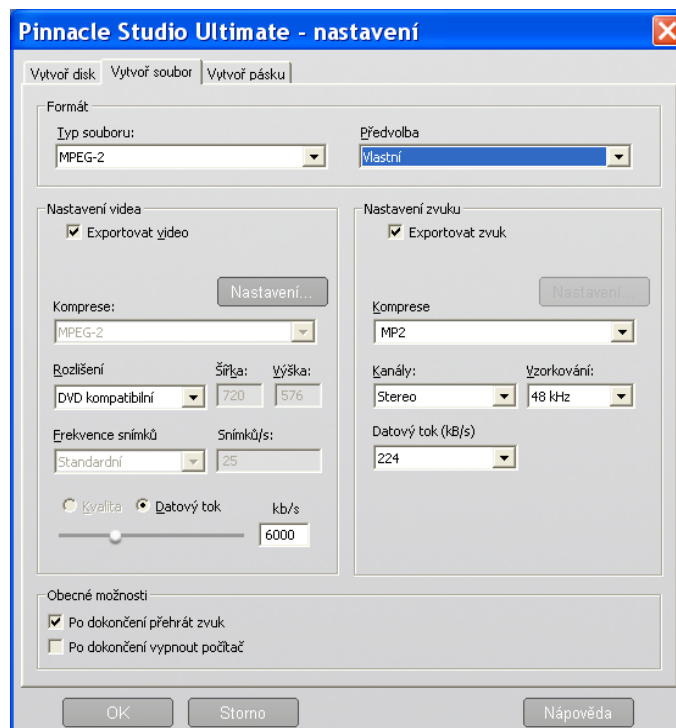 Pinnacle Studio Ultimate - nastavení
Vytvoř disk Vytvoř soubor Vytvoř pásku
Formát
Typ souboru: Předvolba
MPEG-2 Vlastní
Nastavení videa Nastavení zvuku
Exportovat video Exportovat zvuk
Nastavení... Nastavení...
Komprese: Komprese
MPEG-2 MP2
Rozlišení Šířka: Výška: Kanály: Vzorkování:
DVD kompatibilní 720 576 Stereo 48 kHz
Frekvence snímků Snímků/s: Datový tok (kB/s)
Standardní 25 224
Kvalita Datový tok kb/s
6000
Obecné možnosti
Po dokončení přehrát zvuk
Po dokončení vypnout počítač
OK Storno Nápověda